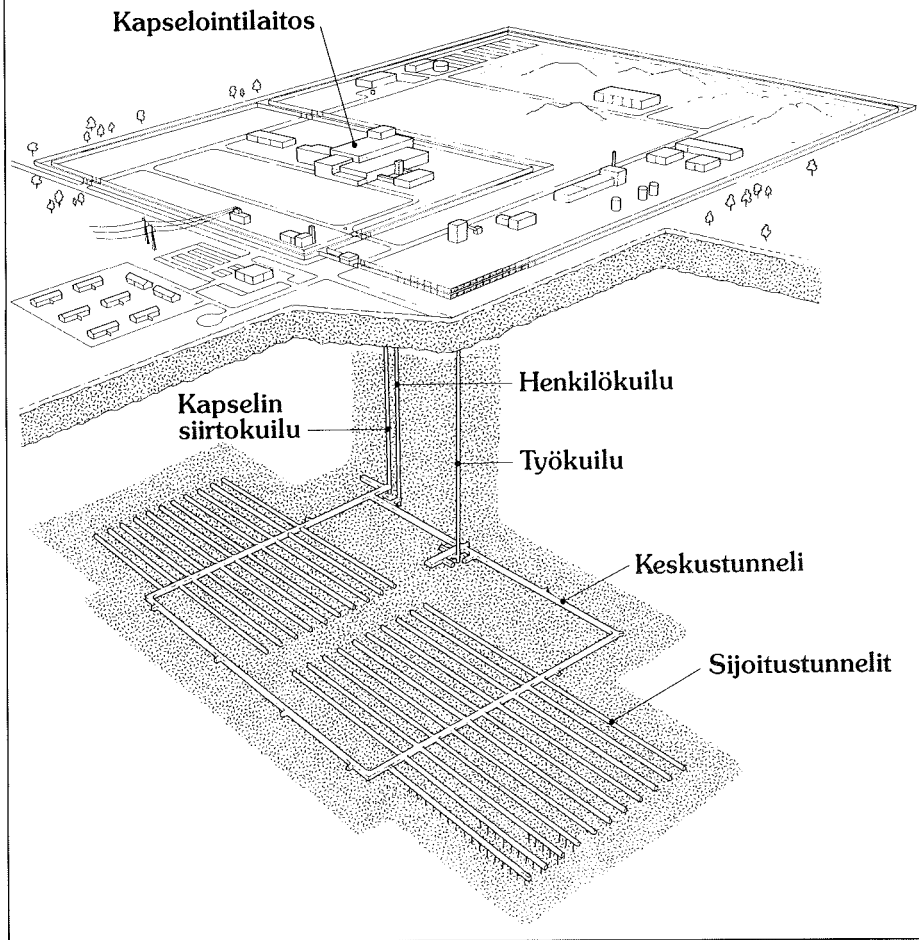 Kapselointilaitos
Henkilökuilu
Kapselin
siirtokuilu
Työkuilu
Keskustunneli
Sijoitustunnelit